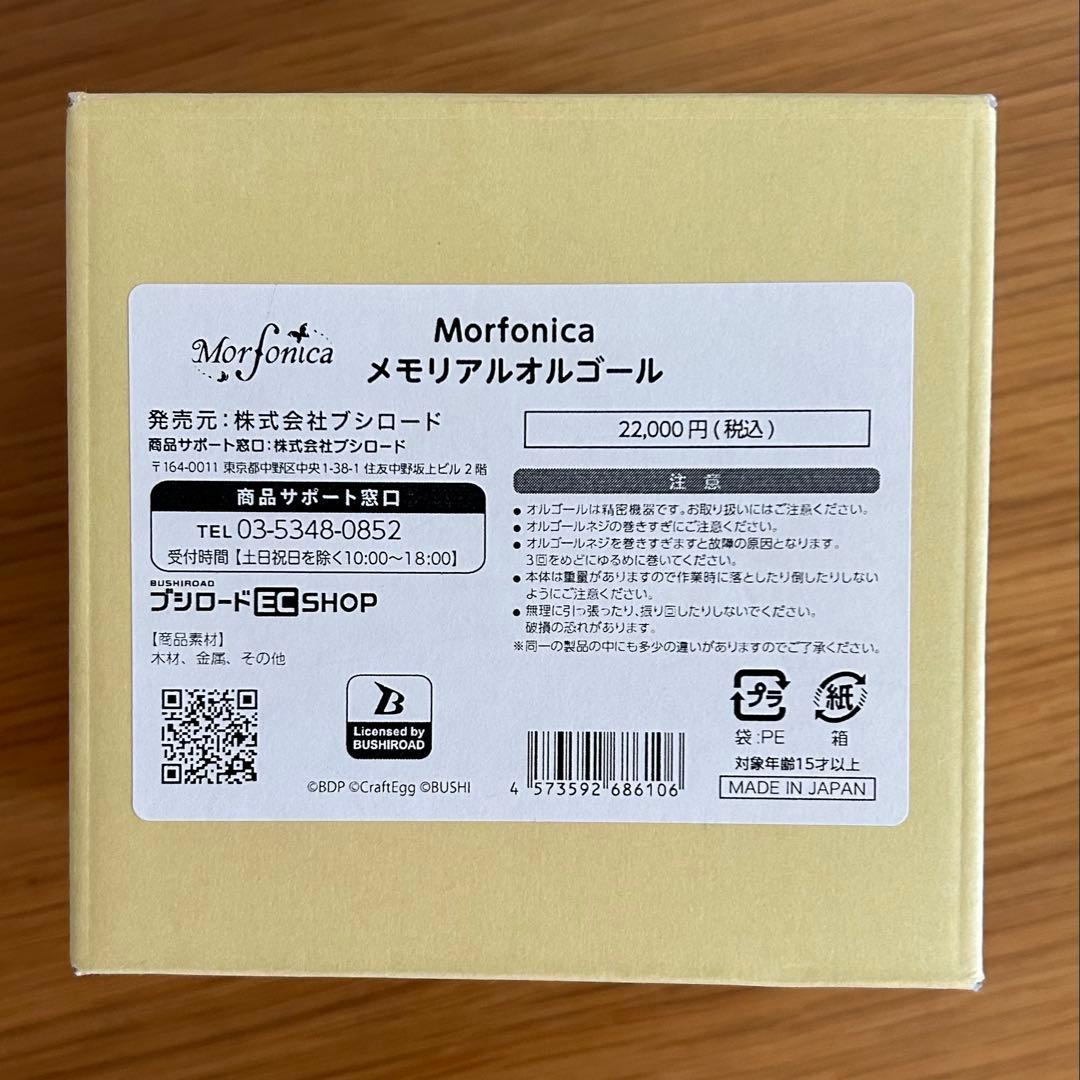 Morfonica
Morfonica
メモリアルオルゴール
発売元：株式会社ブシロード
商品サポート窓口：株式会社ブシロード
〒164-0011 東京都中野区中央1-38-1 住友中野坂上ビル 2 階
商品サポート窓口
TEL 03-5348-0852
受付時間【土日祝日を除く10:00〜18:00】
BUSHIROAD
ブシロード EC SHOP
【商品素材】
木材、金属、その他
B
Licensed by
BUSHIROAD
©BDP ©CraftEgg ©BUSHI
22,000 円 (税込)
注 意
● オルゴールは精密機器です。お取り扱いにはご注意ください。
● オルゴールネジの巻きすぎにご注意ください。
● オルゴールネジを巻きすぎますと故障の原因となります。
3回をめどにゆるめに巻いてください。
● 本体は重量がありますので作業時に落としたり倒したりしない
ようにご注意ください。
● 無理に引っ張ったり、振り回したりしないでください。
破損の恐れがあります。
※同一の製品の中にも多少の違いがありますのでご了承ください。
プラ
袋:PE
紙
箱
対象年齢15才以上
MADE IN JAPAN
4 573592 686106